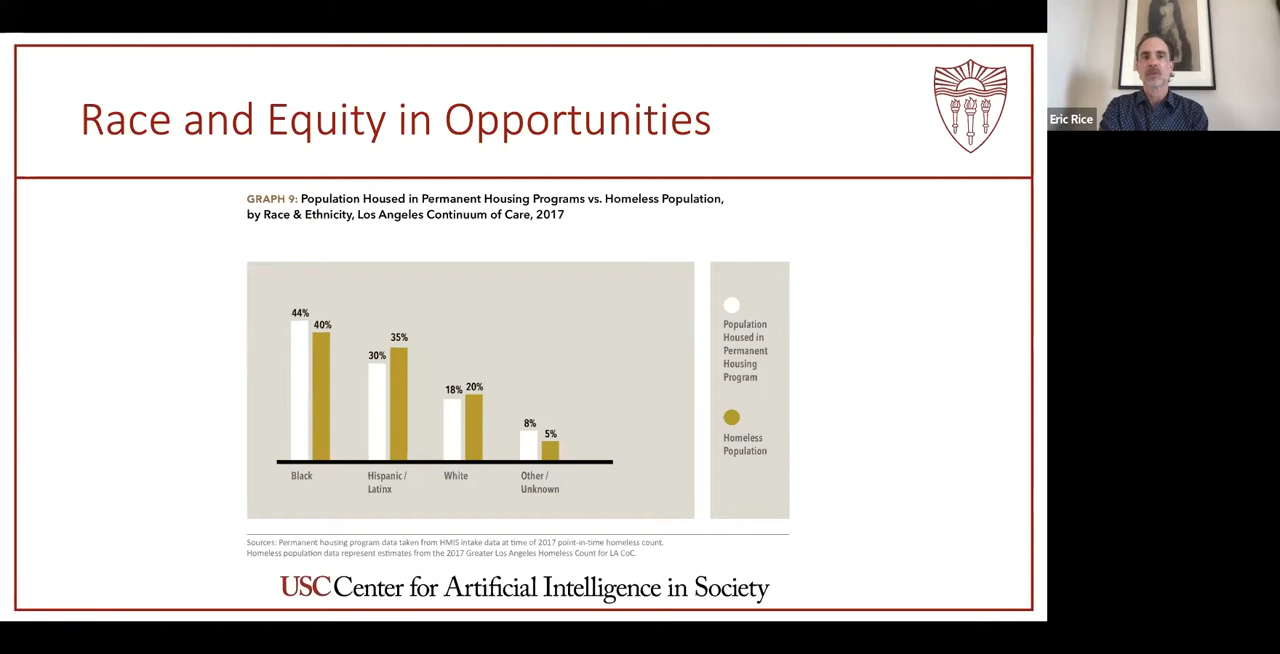 Race and Equity in Opportunities
Eric Rice
GRAPH 9: Population Housed in Permanent Housing Programs vs. Homeless Population,
by Race & Ethnicity, Los Angeles Continuum of Care, 2017
44%
40%
30%
35%
18%
20%
8%
5%
Black
Hispanic /
Latinx
White
Other /
Unknown
Population
Housed in
Permanent
Housing
Program
Homeless
Population
Sources: Permanent housing program data taken from HMIS intake data at time of 2017 point-in-time homeless count.
Homeless population data represent estimates from the 2017 Greater Los Angeles Homeless Count for LA CoC.
USC Center for Artificial Intelligence in Society